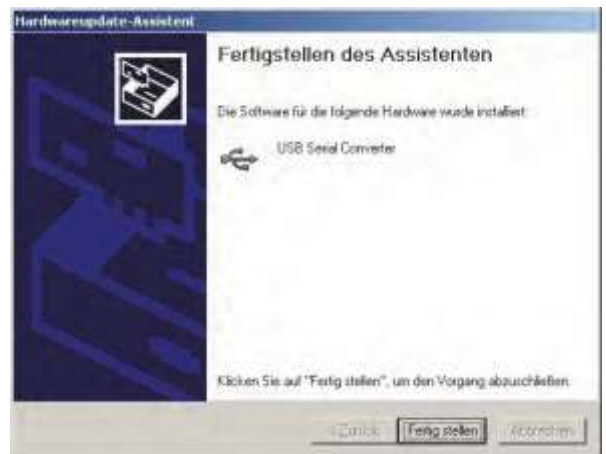 Hardwareupdate-Assistent
Fertigstellen des Assistenten
Die Software für die folgende Hardware wurde installiert:
USB Serial Converter
Klicken Sie auf "Fertig stellen", um den Vorgang abzuschließen.
< Zurück Fertig stellen Abbrechen